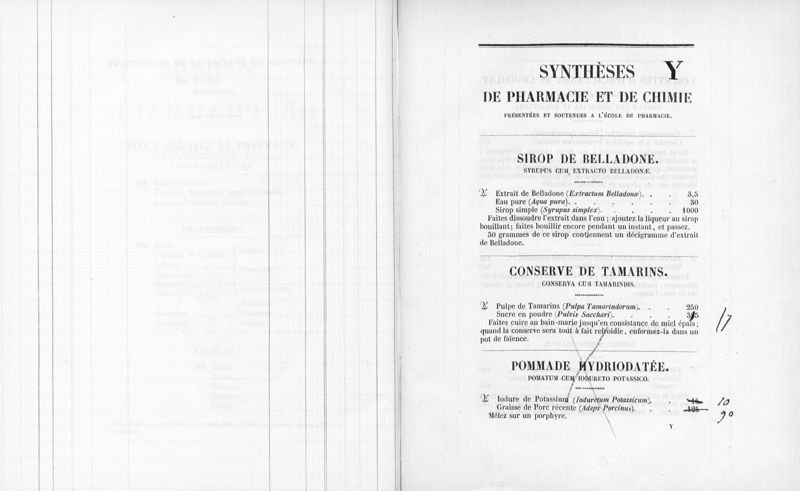 SYNTHÈSES Y
DE PHARMACIE ET DE CHIMIE
PRÉSENTÉES ET SOUTENUES A L'ÉCOLE DE PHARMACIE.
SIROP DE BELLADONE.
SYRUPUS CUM EXTRACTO BELLADONÆ.
Extrait de Belladone (Extractum Belladonæ). . . 3,5
Eau pure (Aqua pura). . . . . . 30
Sirop simple (Syrupus simplex). . . . . 1000
Faites dissoudre l'extrait dans l'eau; ajoutez la liqueur au sirop
bouillant; faites bouillir encore pendant un instant, et passez.
30 grammes de ce sirop contiennent un décigramme d'extrait
de Belladone.
CONSERVE DE TAMARINS.
CONSERVA CUM TAMARINDIS.
Pulpe de Tamarins (Pulpa Tamarindorum). . . 250
Sucre en poudre (Pulvis Sacchari). . . . .
Faites cuire au bain-marie jusqu'en consistance de miel épais;
quand la conserve sera tout à fait refroidie, enfermez-la dans un
pot de faïence.
POMMADE HYDRIODATÉE.
POMATUM CUM IODURETO POTASSICO.
Iodure de Potassium (Ioduretum Potassicum). . 10
Graisse de Porc récente (Adeps Porcinus). . . 125 90
Mêlez sur un porphyre.
Y